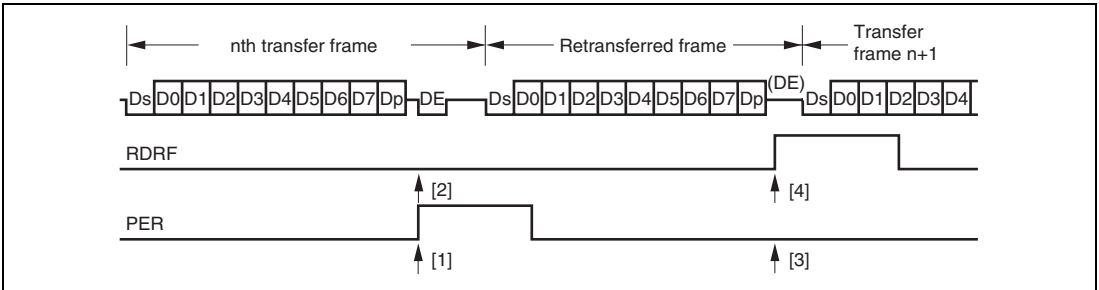 nth transfer frame
Retransferred frame
Transfer
frame n+1
Ds D0 D1 D2 D3 D4 D5 D6 D7 Dp DE Ds D0 D1 D2 D3 D4 D5 D6 D7 Dp (DE) Ds D0 D1 D2 D3 D4
RDRF
[2] [4]
PER
[1] [3]